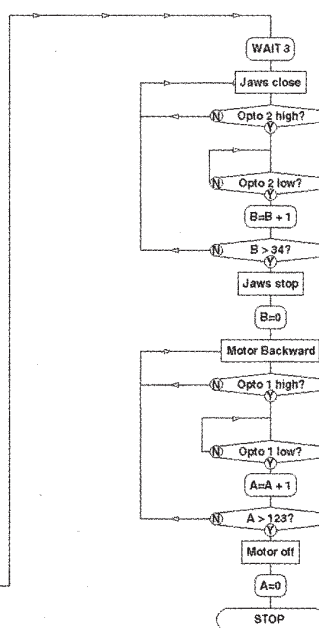 WAIT 3
Jaws close
N Opto 2 high?
Y
N Opto 2 low?
Y
B=B + 1
N B > 34?
Y
Jaws stop
B=0
Motor Backward
N Opto 1 high?
Y
N Opto 1 low?
Y
A=A + 1
N A > 123?
Y
Motor off
A=0
STOP